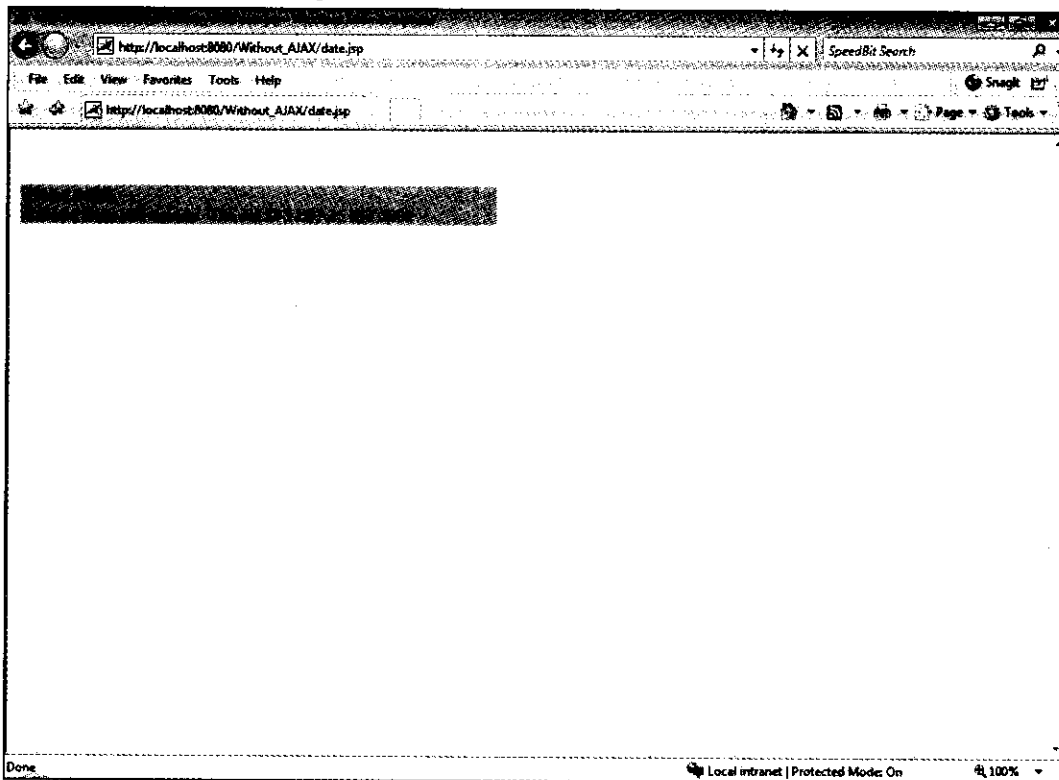 http://localhost:8080/Without_AJAX/date.jsp
SpeedBit Search
File Edit View Favorites Tools Help
Snagit
http://localhost:8080/Without_AJAX/date.jsp
Page Tools
Done
Local intranet | Protected Mode: On
100%